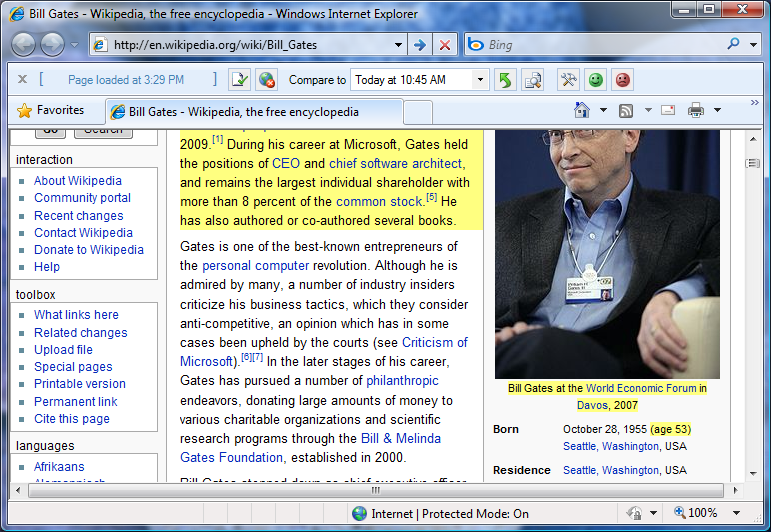 Bill Gates - Wikipedia, the free encyclopedia - Windows Internet Explorer
http://en.wikipedia.org/wiki/Bill_Gates
Bing
x [ Page loaded at 3:29 PM ] Compare to Today at 10:45 AM
Favorites Bill Gates - Wikipedia, the free encyclopedia
Go Search
interaction
About Wikipedia
Community portal
Recent changes
Contact Wikipedia
Donate to Wikipedia
Help
toolbox
What links here
Related changes
Upload file
Special pages
Printable version
Permanent link
Cite this page
languages
Afrikaans
2009.[1] During his career at Microsoft, Gates held
the positions of CEO and chief software architect,
and remains the largest individual shareholder with
more than 8 percent of the common stock.[5] He
has also authored or co-authored several books.
Gates is one of the best-known entrepreneurs of
the personal computer revolution. Although he is
admired by many, a number of industry insiders
criticize his business tactics, which they consider
anti-competitive, an opinion which has in some
cases been upheld by the courts (see Criticism of
Microsoft).[6][7] In the later stages of his career,
Gates has pursued a number of philanthropic
endeavors, donating large amounts of money to
various charitable organizations and scientific
research programs through the Bill & Melinda
Gates Foundation, established in 2000.
Bill Gates at the World Economic Forum in
Davos, 2007
Born October 28, 1955 (age 53)
Seattle, Washington, USA
Residence Seattle, Washington, USA
Internet | Protected Mode: On
100%